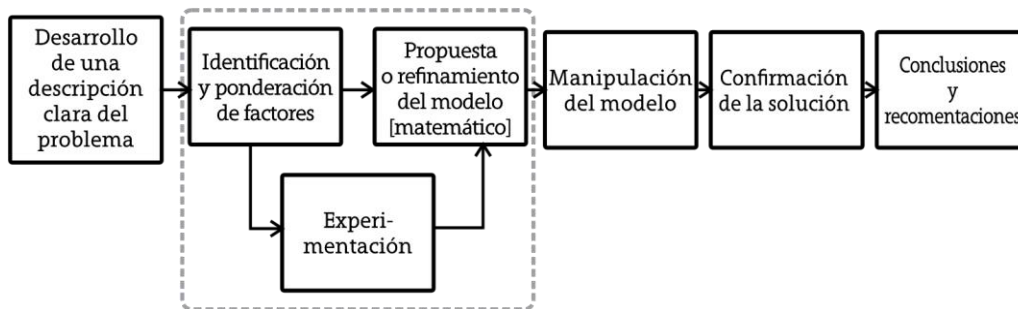 Desarrollo
de una
descripción
clara del
problema
Identificación
y ponderación
de factores
Propuesta
o refinamiento
del modelo
[matemático]
Experi-
mentación
Manipulación
del modelo
Confirmación
de la solución
Conclusiones
y
recomentaciones